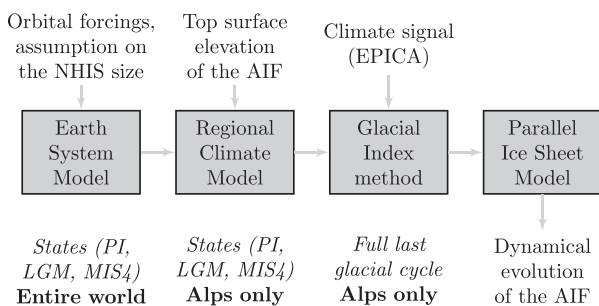 Orbital forcings,
assumption on
the NHIS size
Top surface
elevation
of the AIF
Climate signal
(EPICA)
Earth
System
Model
Regional
Climate
Model
Glacial
Index
method
Parallel
Ice Sheet
Model
States (PI,
LGM, MIS4)
Entire world
States (PI,
LGM, MIS4)
Alps only
Full last
glacial cycle
Alps only
Dynamical
evolution
of the AIF